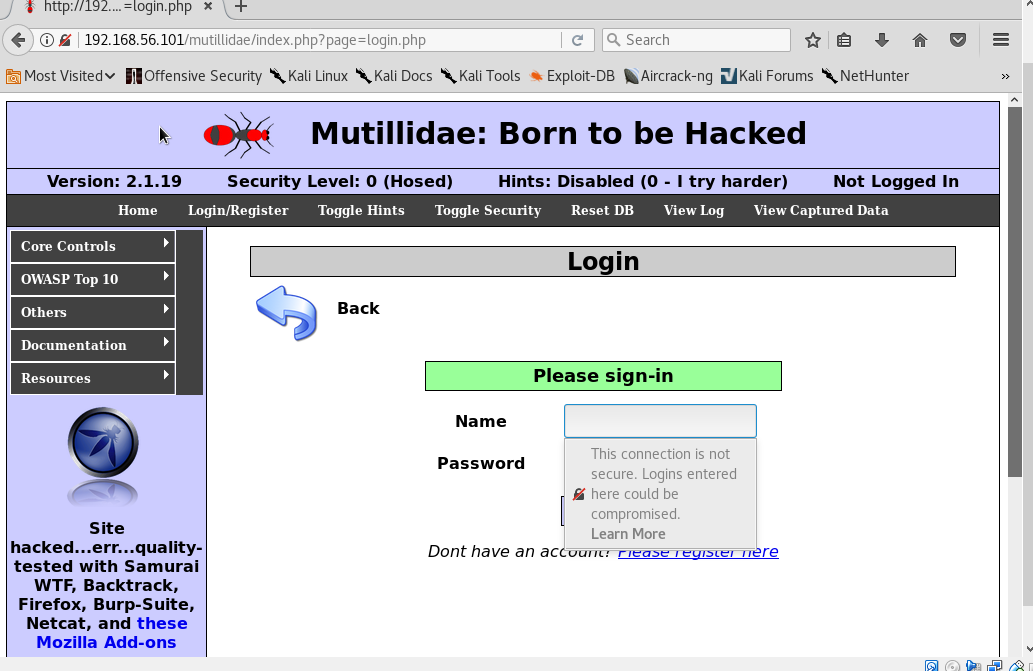 http://192.... =login.php
192.168.56.101/mutillidae/index.php?page=login.php
Search
Most Visited Offensive Security Kali Linux Kali Docs Kali Tools Exploit-DB Aircrack-ng Kali Forums NetHunter »
Mutillidae: Born to be Hacked
Version: 2.1.19 Security Level: 0 (Hosed) Hints: Disabled (0 - I try harder) Not Logged In
Home Login/Register Toggle Hints Toggle Security Reset DB View Log View Captured Data
Core Controls
OWASP Top 10
Others
Documentation
Resources
Site
hacked...err...quality-
tested with Samurai
WTF, Backtrack,
Firefox, Burp-Suite,
Netcat, and these
Mozilla Add-ons
Login
Back
Please sign-in
Name
Password
This connection is not
secure. Logins entered
here could be
compromised.
Learn More
Dont have an account? Please register here